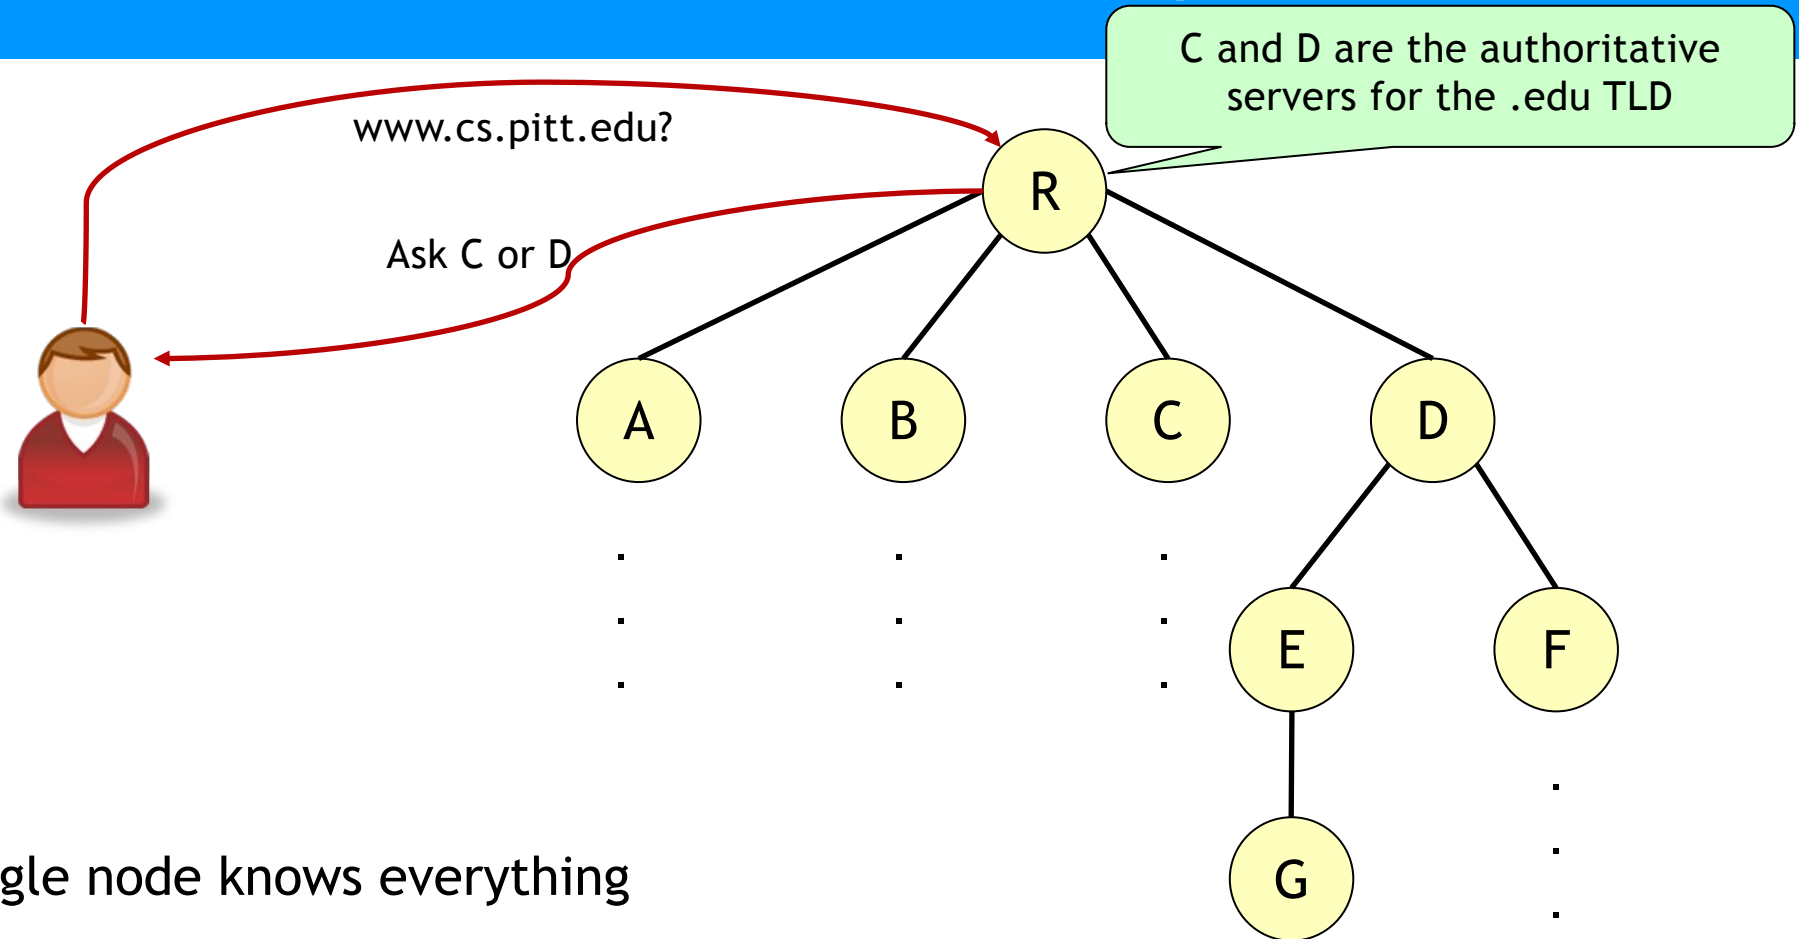 C and D are the authoritative
servers for the .edu TLD
www.cs.pitt.edu?
R
Ask C or D
A
B
C
D
E
F
G
gle node knows everything